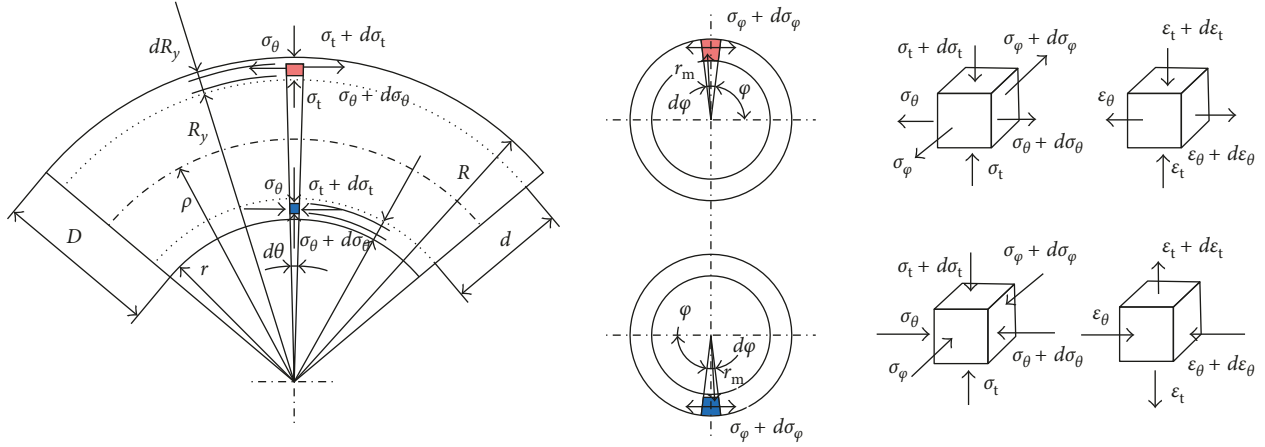 dR_y
σ_θ
σ_t + dσ_t
σ_t
σ_θ + dσ_θ
R_y
R
ρ
σ_θ
σ_t + dσ_t
D
d
r
dθ
σ_θ + dσ_θ
σ_φ + dσ_φ
r_m
φ
dφ
φ
dφ
r_m
σ_φ + dσ_φ
σ_t + dσ_t
σ_φ + dσ_φ
σ_θ
σ_θ + dσ_θ
σ_φ
σ_t
ε_t + dε_t
ε_θ
ε_θ + dε_θ
ε_t
σ_t + dσ_t
σ_φ + dσ_φ
σ_θ
σ_θ + dσ_θ
σ_φ
σ_t
ε_t + dε_t
ε_θ
ε_θ + dε_θ
ε_t